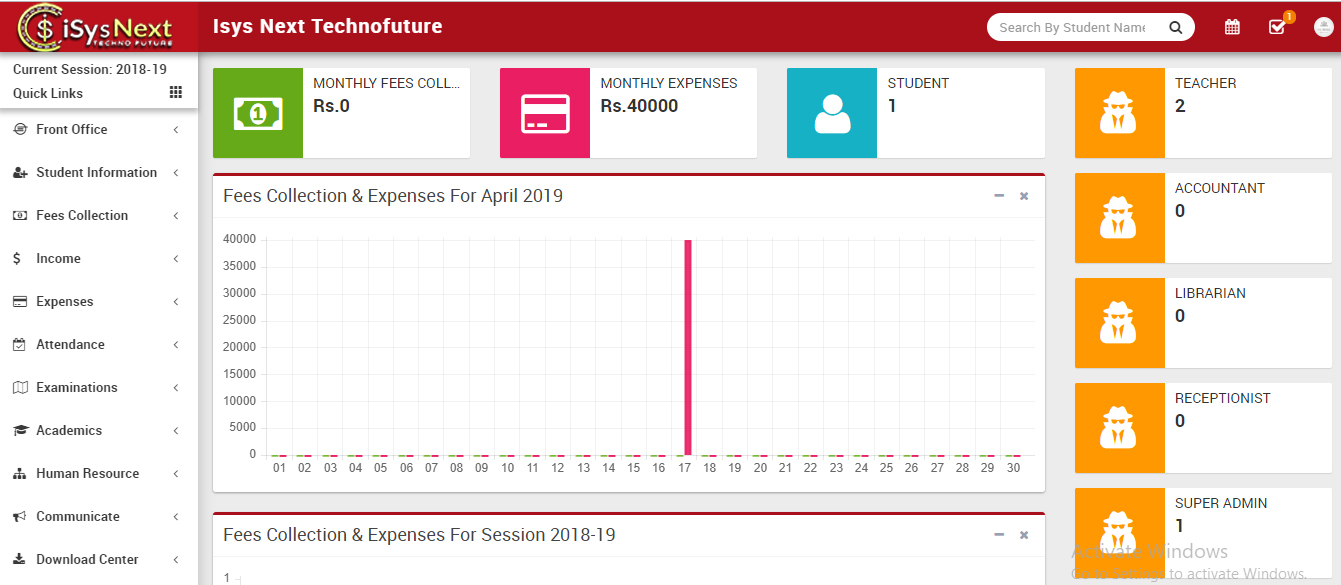 iSysNext
TECHNO FUTURE
Isys Next Technofuture
Search By Student Name
1
Current Session: 2018-19
Quick Links
Front Office
Student Information
Fees Collection
Income
Expenses
Attendance
Examinations
Academics
Human Resource
Communicate
Download Center
MONTHLY FEES COLL...
Rs.0
MONTHLY EXPENSES
Rs.40000
STUDENT
1
TEACHER
2
ACCOUNTANT
0
LIBRARIAN
0
RECEPTIONIST
0
SUPER ADMIN
1
Fees Collection & Expenses For April 2019
40000
35000
30000
25000
20000
15000
10000
5000
0
01 02 03 04 05 06 07 08 09 10 11 12 13 14 15 16 17 18 19 20 21 22 23 24 25 26 27 28 29 30
Fees Collection & Expenses For Session 2018-19
1
Activate Windows
Go to Settings to activate Windows.